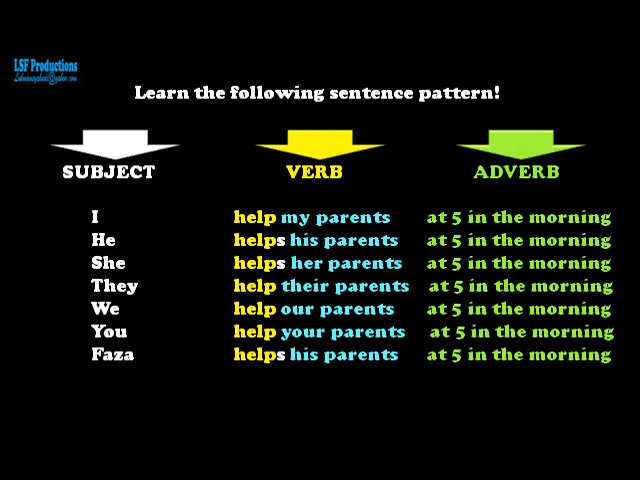 LSF Productions
Learn the following sentence pattern!
SUBJECT VERB ADVERB
I help my parents at 5 in the morning
He helps his parents at 5 in the morning
She helps her parents at 5 in the morning
They help their parents at 5 in the morning
We help our parents at 5 in the morning
You help your parents at 5 in the morning
Faza helps his parents at 5 in the morning